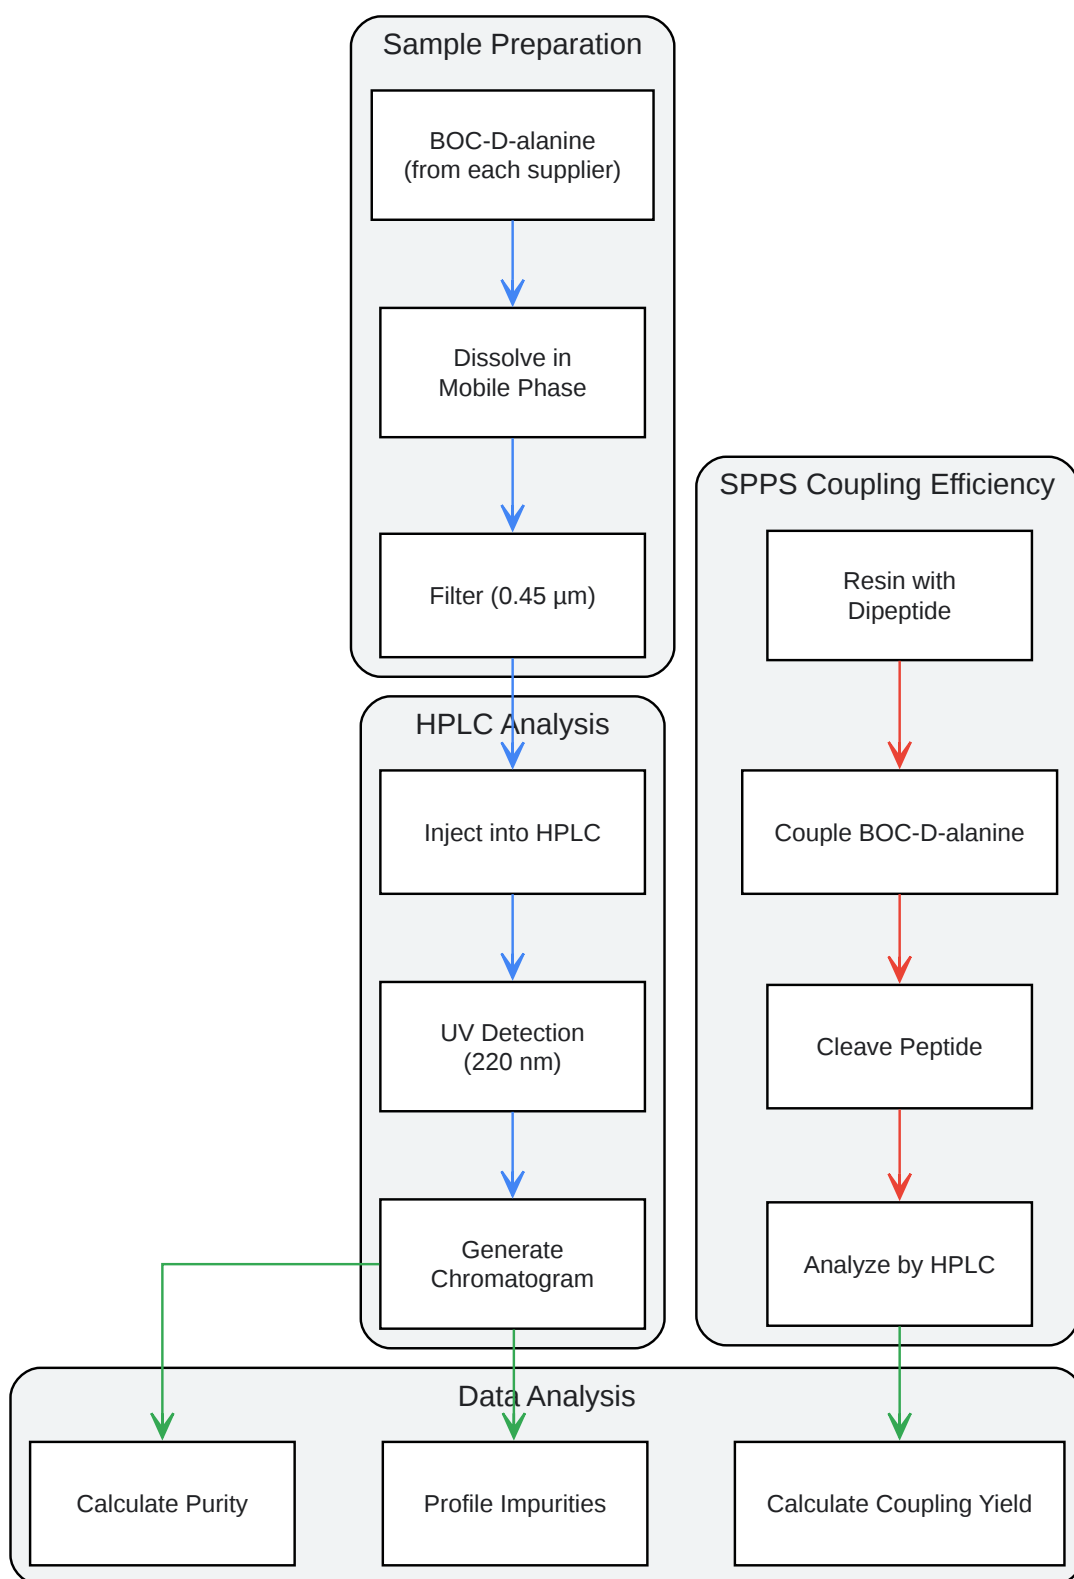 Sample Preparation
BOC-D-alanine
(from each supplier)
Dissolve in
Mobile Phase
Filter (0.45 µm)
HPLC Analysis
Inject into HPLC
UV Detection
(220 nm)
Generate
Chromatogram
SPPS Coupling Efficiency
Resin with
Dipeptide
Couple BOC-D-alanine
Cleave Peptide
Analyze by HPLC
Data Analysis
Calculate Purity
Profile Impurities
Calculate Coupling Yield